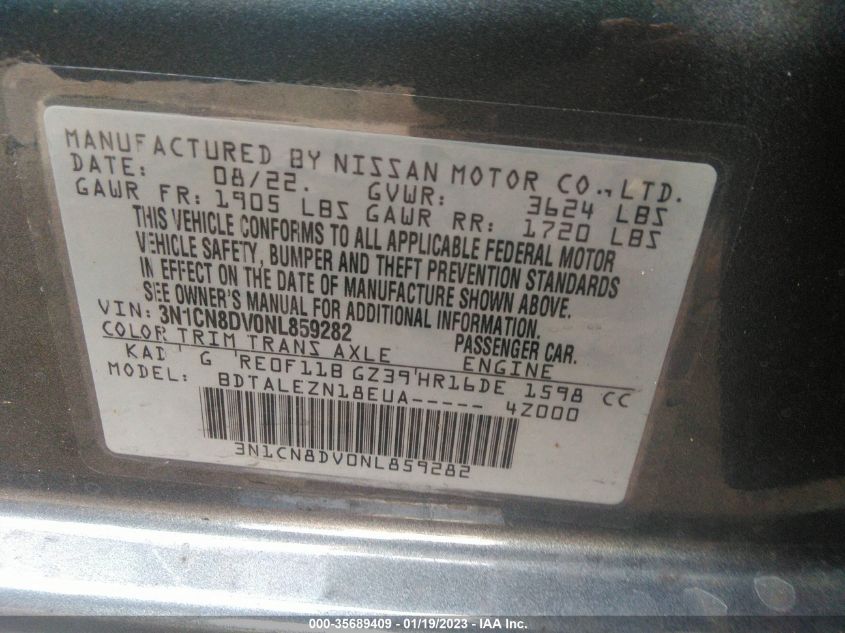 MANUFACTURED BY NISSAN MOTOR CO., LTD.
DATE: 08/22. GVWR: 3624 LBS
GAWR FR: 1905 LBS GAWR RR: 1720 LBS
THIS VEHICLE CONFORMS TO ALL APPLICABLE FEDERAL MOTOR
VEHICLE SAFETY, BUMPER AND THEFT PREVENTION STANDARDS
IN EFFECT ON THE DATE OF MANUFACTURE SHOWN ABOVE.
SEE OWNER'S MANUAL FOR ADDITIONAL INFORMATION.
VIN: 3N1CN8DV0NL859282 PASSENGER CAR.
COLOR TRIM TRANS AXLE ENGINE
KAD G RE0F11B GZ39 HR16DE 1598 CC
MODEL: BDTALEZN18EUA----- 4Z000
3N1CN8DV0NL859282
000-35689409 - 01/19/2023 - IAA Inc.